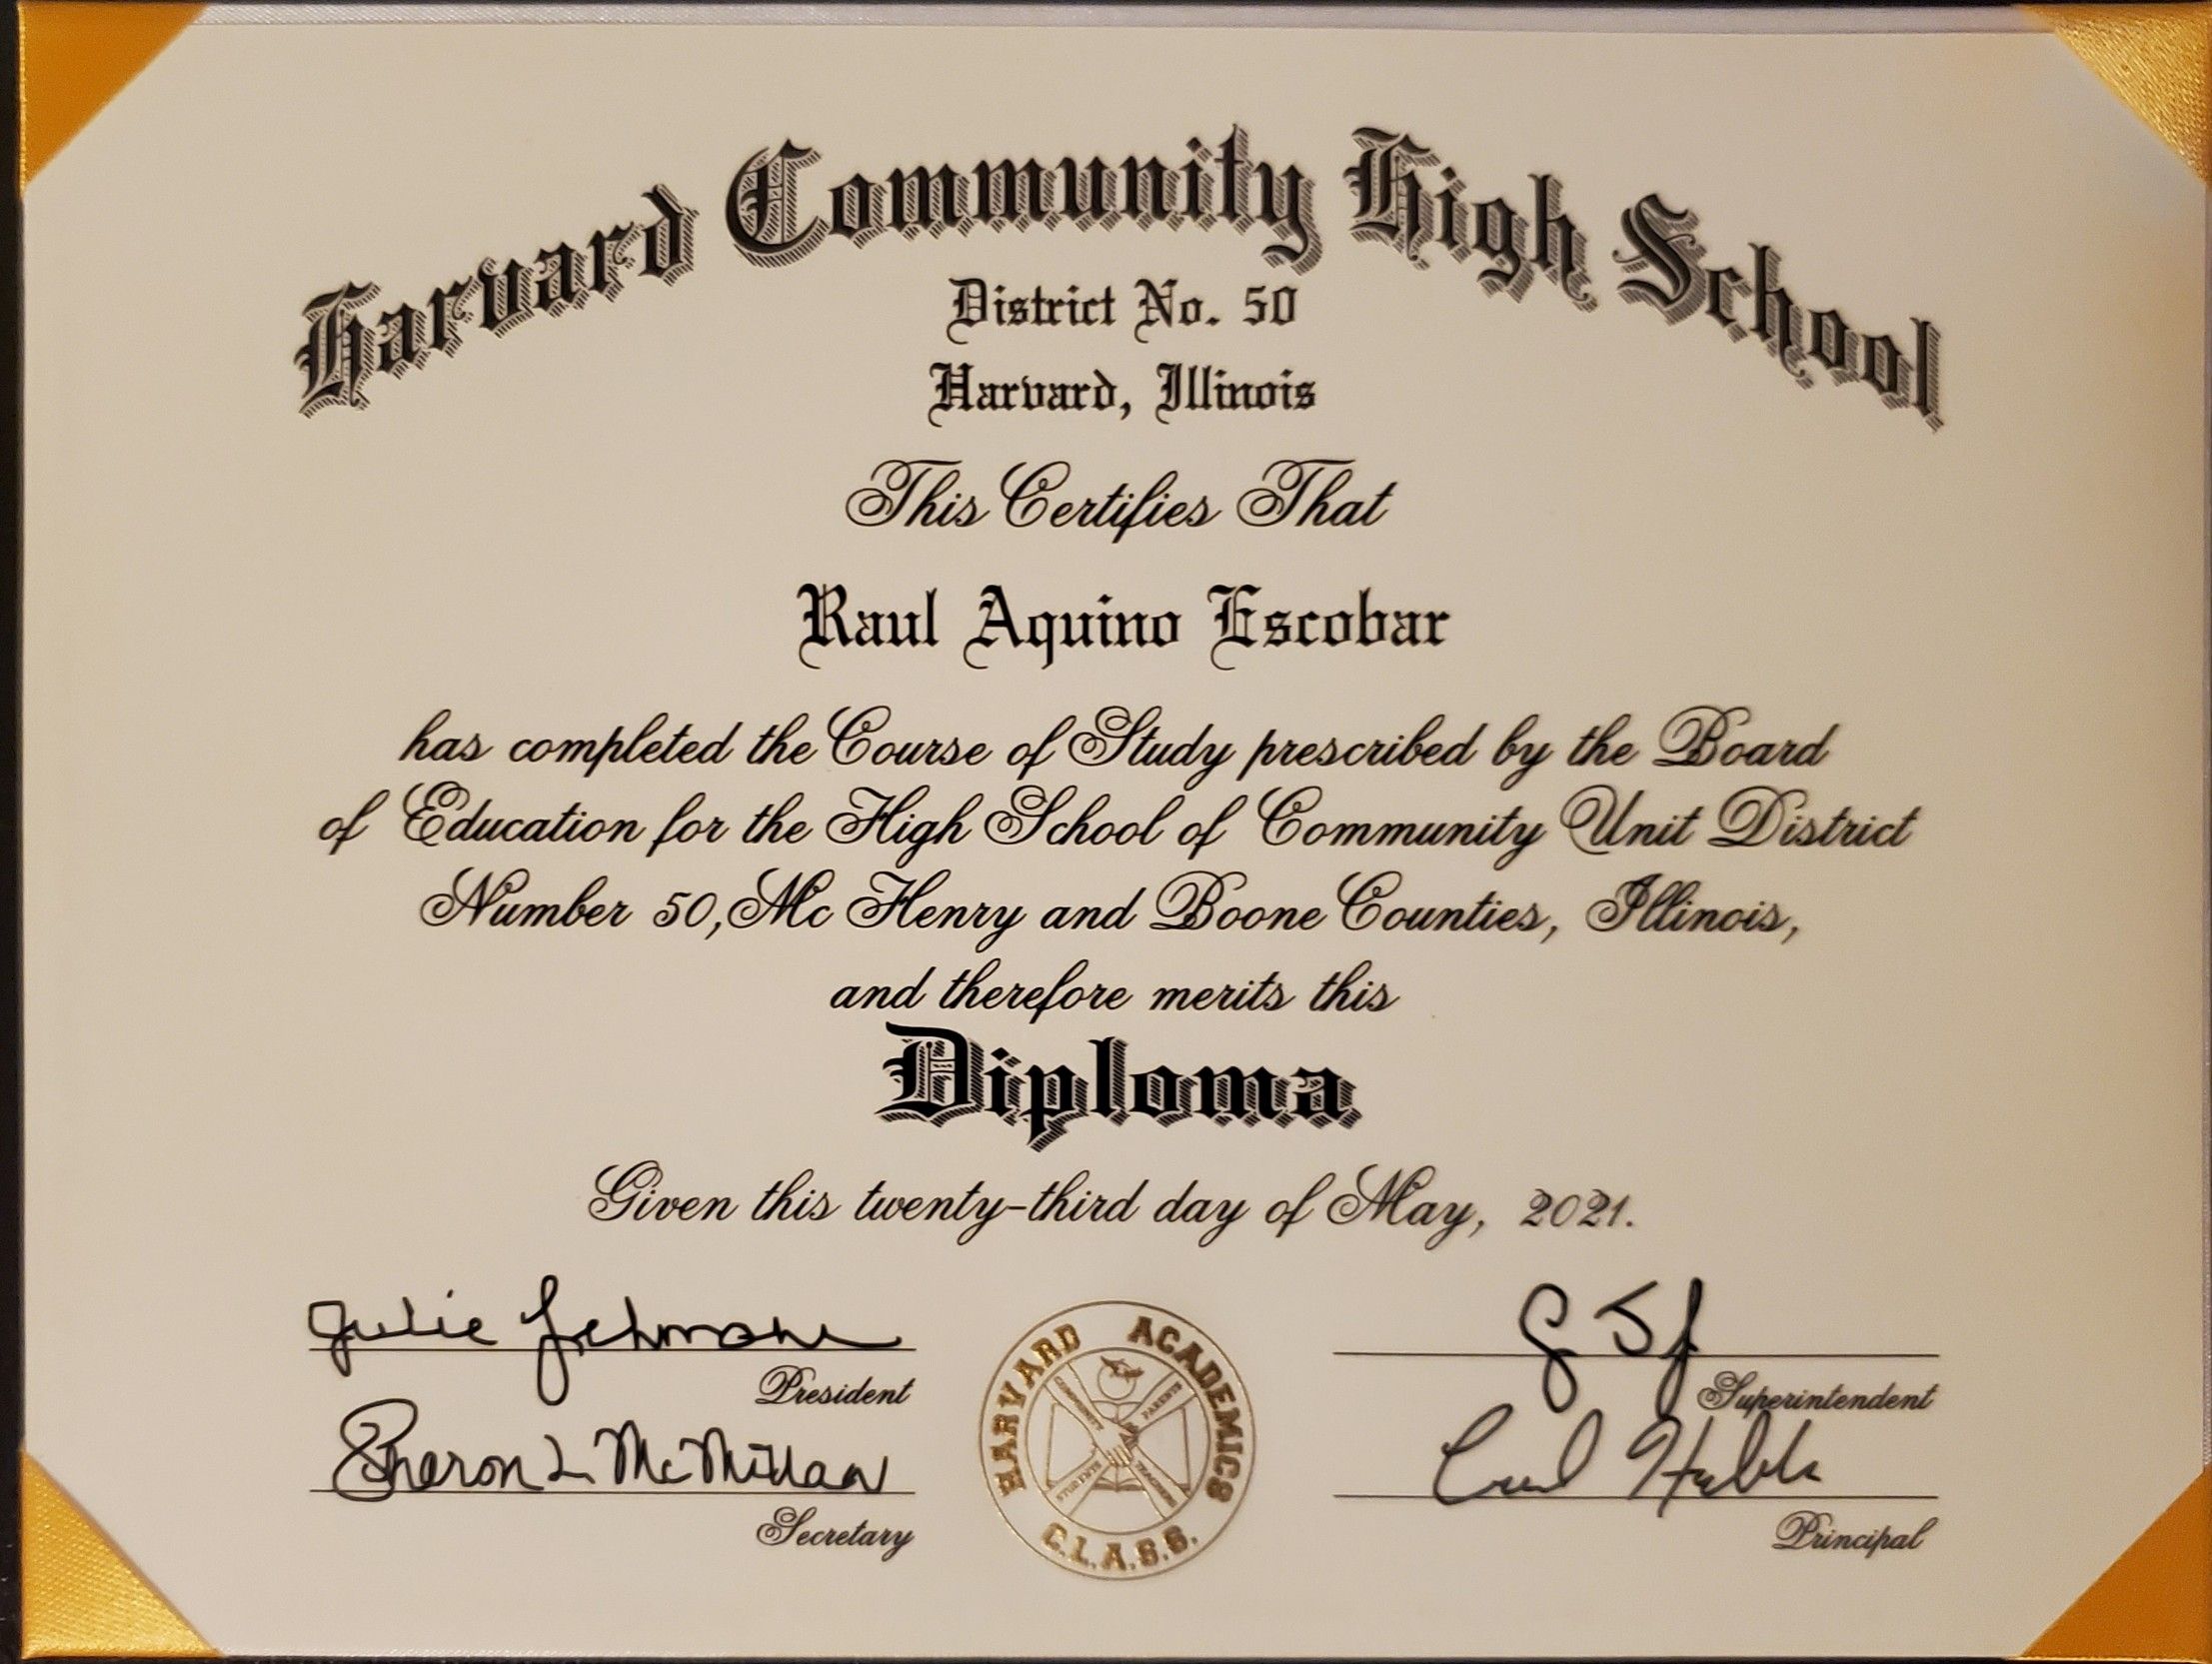 Harvard Community High School
District No. 50
Harvard, Illinois
This Certifies That
Raul Aquino Escobar
has completed the Course of Study prescribed by the Board
of Education for the High School of Community Unit District
Number 50, Mc Henry and Boone Counties, Illinois,
and therefore merits this
Diploma
Given this twenty-third day of May, 2021.
Julie
President
Superintendent
Sharon L McMillan
Secretary
Carl Hobbs
Principal
HARVARD ACADEMICS
COMMUNITY PARENTS
STUDENTS TEACHERS
C.L.A.S.S.